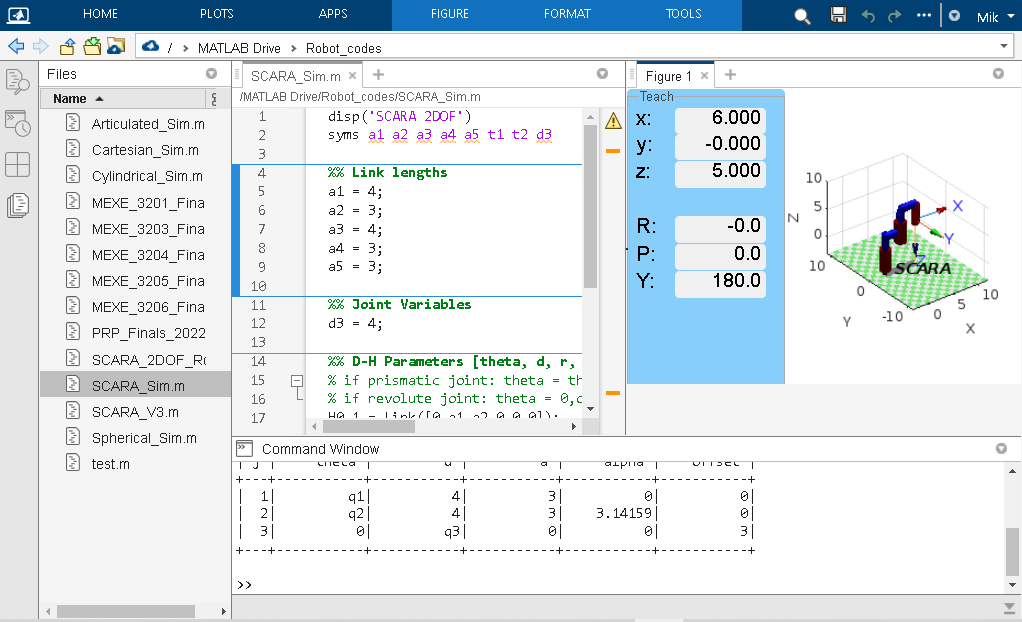 HOME PLOTS APPS FIGURE FORMAT TOOLS Mik
/ > MATLAB Drive > Robot_codes
Files
Name
Articulated_Sim.m
Cartesian_Sim.m
Cylindrical_Sim.m
MEXE_3201_Fina
MEXE_3203_Fina
MEXE_3204_Fina
MEXE_3205_Fina
MEXE_3206_Fina
PRP_Finals_2022
SCARA_2DOF_Ro
SCARA_Sim.m
SCARA_V3.m
Spherical_Sim.m
test.m
SCARA_Sim.m × +
/MATLAB Drive/Robot_codes/SCARA_Sim.m
1 disp('SCARA 2DOF')
2 syms a1 a2 a3 a4 a5 t1 t2 d3
3
4 %% Link lengths
5 a1 = 4;
6 a2 = 3;
7 a3 = 4;
8 a4 = 3;
9 a5 = 3;
10
11 %% Joint Variables
12 d3 = 4;
13
14 %% D-H Parameters [theta, d, r,
15 % if prismatic joint: theta = th
16 % if revolute joint: theta = 0,
17 H0_1 = Link([0,a1,a2,0,0,0]);
Figure 1 × +
Teach
x: 6.000
y: -0.000
z: 5.000
R: -0.0
P: 0.0
Y: 180.0
10
5
0
Z
10
0
-10
Y
0
5
10
X
X
Y
Z
SCARA
Command Window
| j | theta | d | a | alpha | offset |
+---+-----------+-----------+-----------+-----------+-----------+
| 1| q1| 4| 3| 0| 0|
| 2| q2| 4| 3| 3.14159| 0|
| 3| 0| q3| 0| 0| 3|
+---+-----------+-----------+-----------+-----------+-----------+
>>